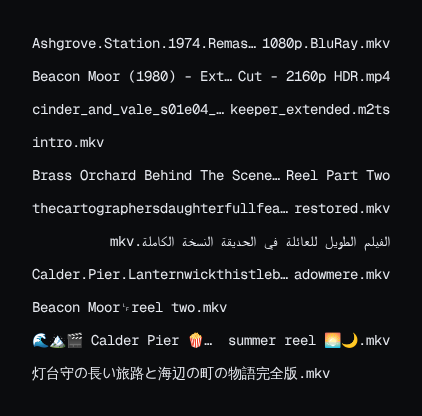 Ashgrove.Station.1974.Remas… 1080p.BluRay.mkv
Beacon Moor (1980) - Ext… Cut - 2160p HDR.mp4
cinder_and_vale_s01e04_… keeper_extended.m2ts
intro.mkv
Brass Orchard Behind The Scene… Reel Part Two
thecartographersdaughterfullfea… restored.mkv
الفيلم الطويل للعائلة في الحديقة النسخة الكاملة.mkv
Calder.Pier.Lanternwickthistleb… adowmere.mkv
Beacon Moor␊reel two.mkv
🌊🏔️🎬 Calder Pier 🍿… summer reel 🌅🌙.mkv
灯台守の長い旅路と海辺の町の物語完全版.mkv